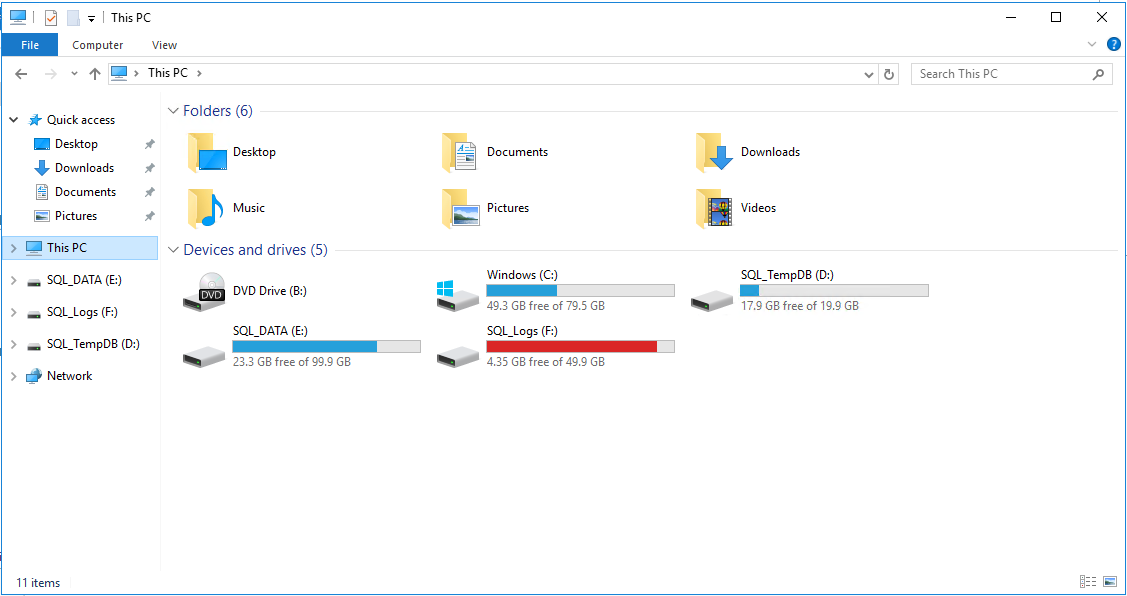 This PC
File Computer View
This PC
Search This PC
Quick access
Desktop
Downloads
Documents
Pictures
This PC
SQL_DATA (E:)
SQL_Logs (F:)
SQL_TempDB (D:)
Network
Folders (6)
Desktop
Documents
Downloads
Music
Pictures
Videos
Devices and drives (5)
DVD
DVD Drive (B:)
Windows (C:)
49.3 GB free of 79.5 GB
SQL_TempDB (D:)
17.9 GB free of 19.9 GB
SQL_DATA (E:)
23.3 GB free of 99.9 GB
SQL_Logs (F:)
4.35 GB free of 49.9 GB
11 items